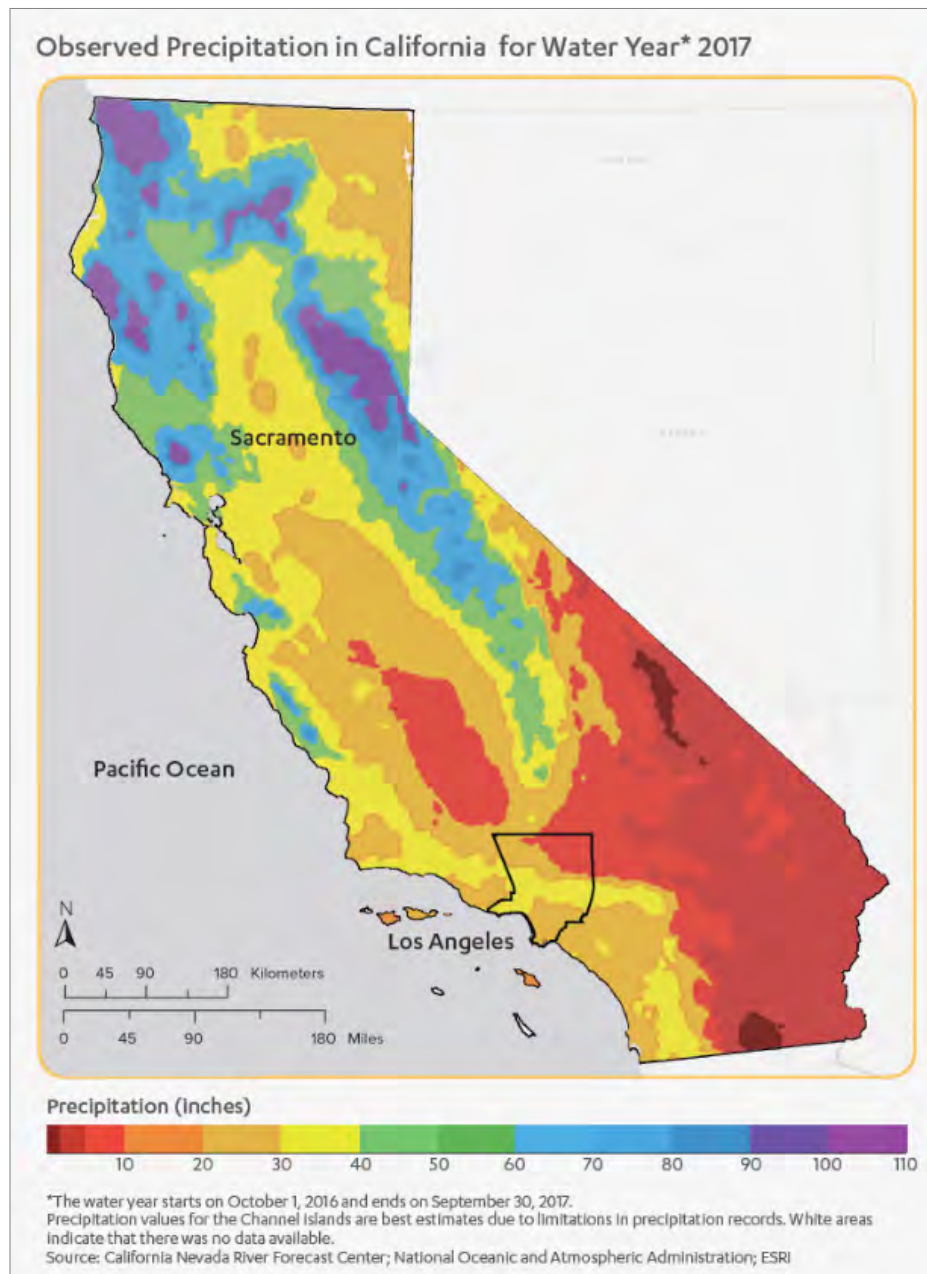 Observed Precipitation in California for Water Year* 2017
Sacramento
Pacific Ocean
N
Los Angeles
0 45 90 180 Kilometers
0 45 90 180 Miles
Precipitation (Inches)
10 20 30 40 50 60 70 80 90 100 110
*The water year starts on October 1, 2016 and ends on September 30, 2017.
Precipitation values for the Channel Islands are best estimates due to limitations in precipitation records. White areas
indicate that there was no data available.
Source: California Nevada River Forecast Center; National Oceanic and Atmospheric Administration; ESRI